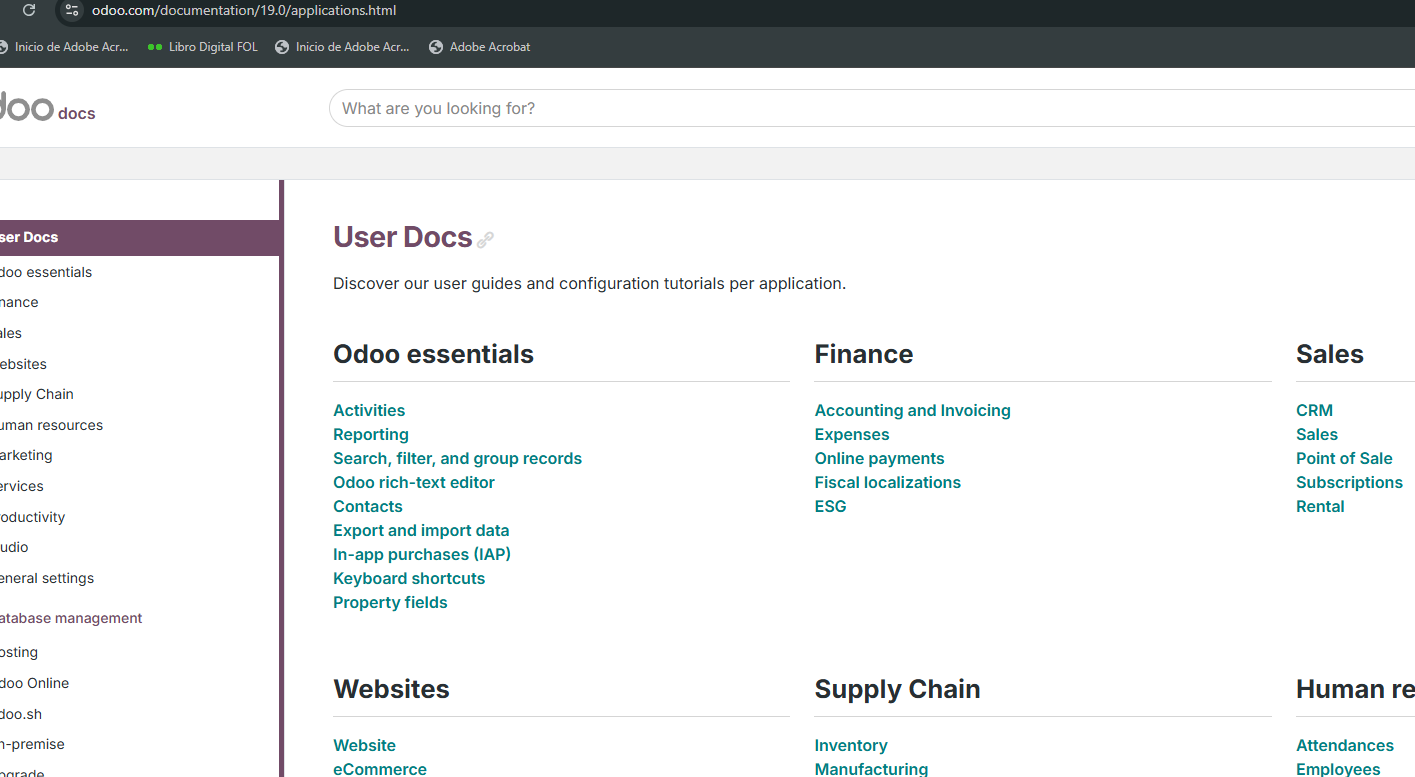 odoo.com/documentation/19.0/applications.html
Inicio de Adobe Acr... Libro Digital FOL Inicio de Adobe Acr... Adobe Acrobat
doo docs
What are you looking for?
ser Docs
doo essentials
nance
ales
ebsites
upply Chain
uman resources
arketing
ervices
oductivity
udio
eneral settings
atabase management
osting
doo Online
doo.sh
n-premise
pgrade
User Docs
Discover our user guides and configuration tutorials per application.
Odoo essentials
Activities
Reporting
Search, filter, and group records
Odoo rich-text editor
Contacts
Export and import data
In-app purchases (IAP)
Keyboard shortcuts
Property fields
Finance
Accounting and Invoicing
Expenses
Online payments
Fiscal localizations
ESG
Sales
CRM
Sales
Point of Sale
Subscriptions
Rental
Websites
Website
eCommerce
Supply Chain
Inventory
Manufacturing
Human re
Attendances
Employees